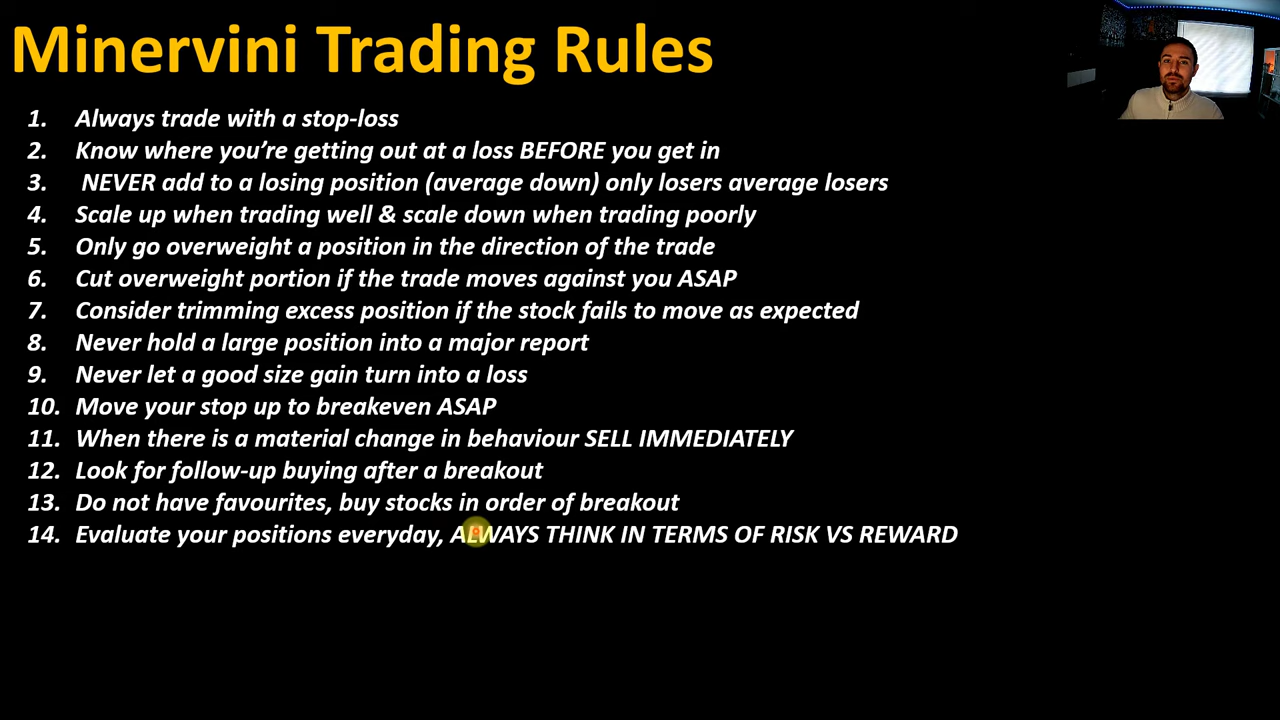 Minervini Trading Rules
1. Always trade with a stop-loss
2. Know where you're getting out at a loss BEFORE you get in
3. NEVER add to a losing position (average down) only losers average losers
4. Scale up when trading well & scale down when trading poorly
5. Only go overweight a position in the direction of the trade
6. Cut overweight portion if the trade moves against you ASAP
7. Consider trimming excess position if the stock fails to move as expected
8. Never hold a large position into a major report
9. Never let a good size gain turn into a loss
10. Move your stop up to breakeven ASAP
11. When there is a material change in behaviour SELL IMMEDIATELY
12. Look for follow-up buying after a breakout
13. Do not have favourites, buy stocks in order of breakout
14. Evaluate your positions everyday, ALWAYS THINK IN TERMS OF RISK VS REWARD